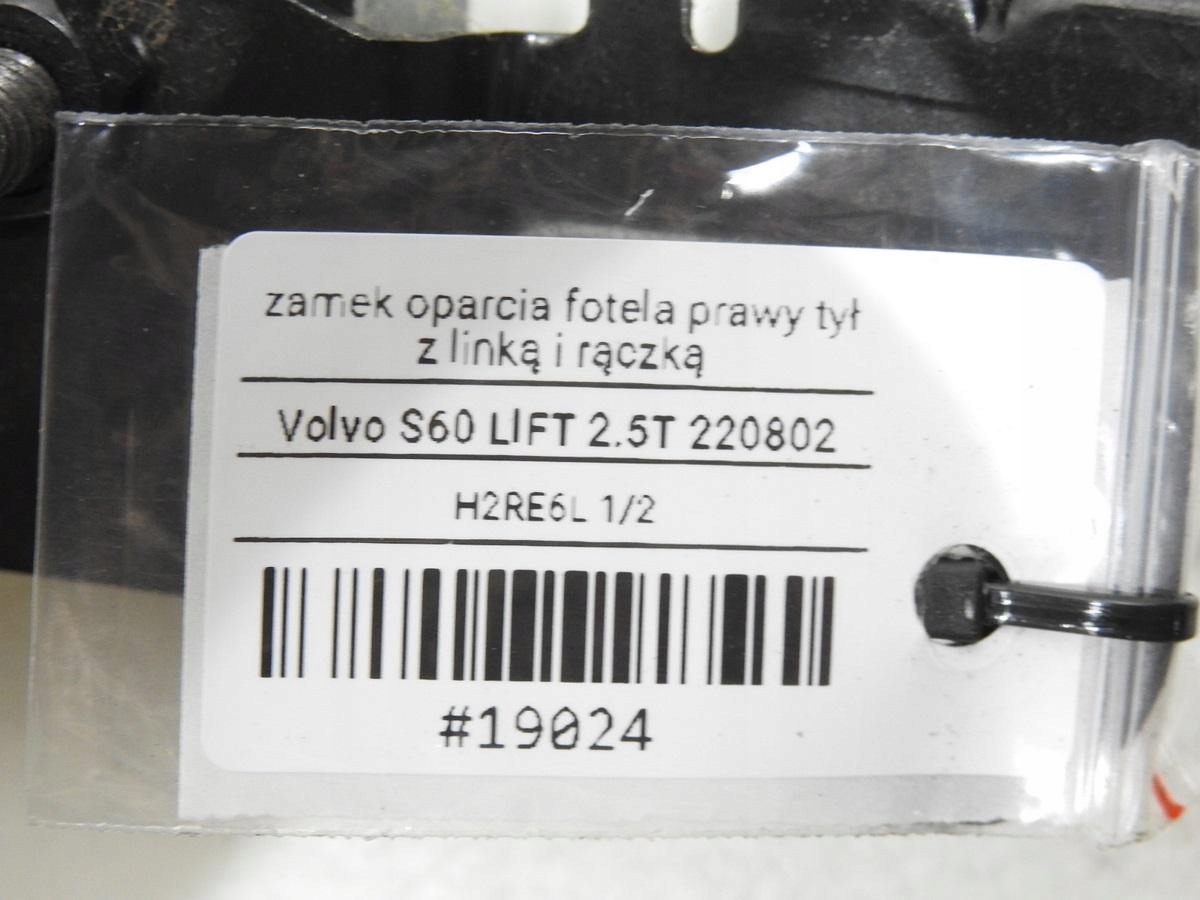 zamek oparcia fotela prawy tył
z linką i rączką
Volvo S60 LIFT 2.5T 220802
H2RE6L 1/2
#19024